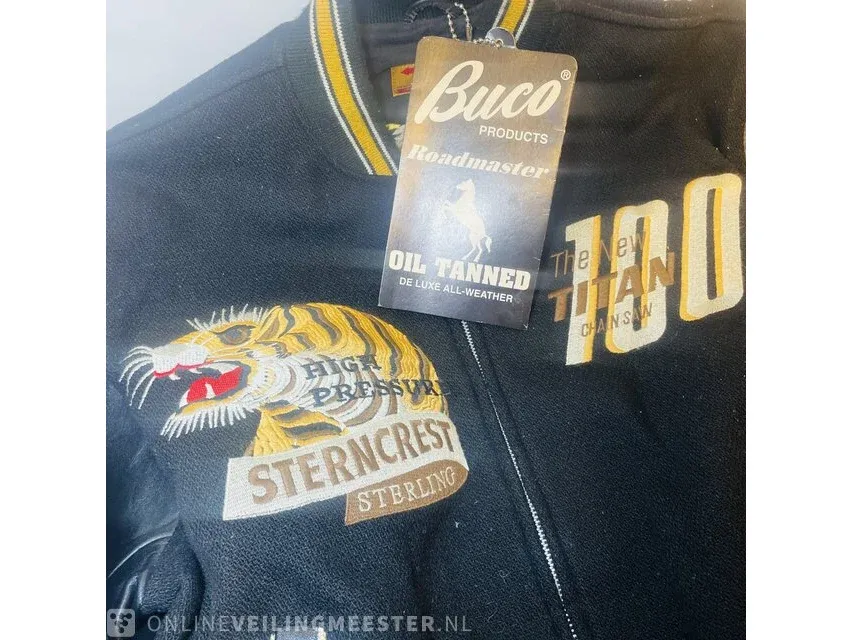 Buco®
PRODUCTS
Roadmaster
OIL TANNED
DE LUXE ALL-WEATHER
100
The New
TITAN
CHAIN-SAW
HIGH
PRESSURE
STERNCREST
STERLING
ONLINEVEILINGMEESTER.NL